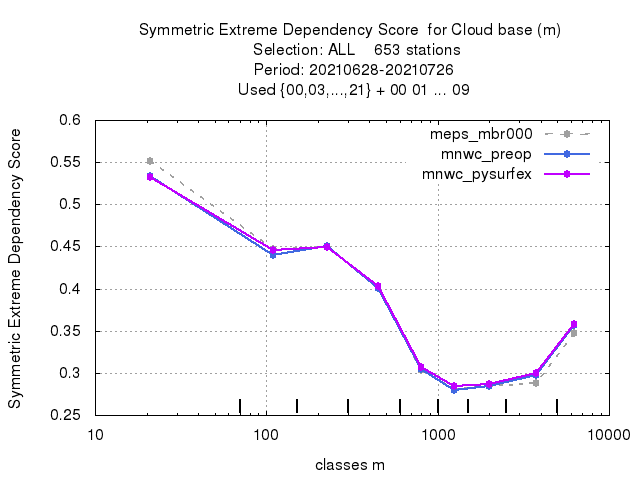 Symmetric Extreme Dependency Score  for Cloud base (m)
Selection: ALL    653 stations
Period: 20210628-20210726
Used {00,03,...,21} + 00 01 ... 09
Symmetric Extreme Dependency Score
0.6
0.55
0.5
0.45
0.4
0.35
0.3
0.25
meps_mbr000
mnwc_preop
mnwc_pysurfex
10 100 1000 10000
classes m